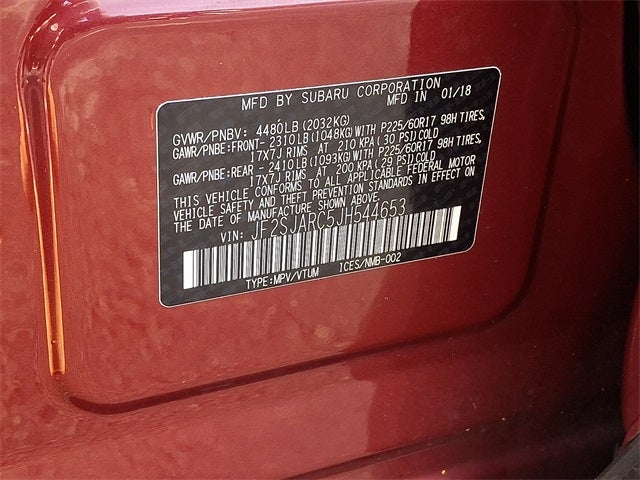 MFD BY SUBARU CORPORATION
MFD IN 01/18
GVWR/PNBV: 4480LB (2032KG)
GAWR/PNBE:FRONT- 2310LB (1048KG) WITH P225/60R17 98H TIRES,
17X7J RIMS AT 210 KPA (30 PSI) COLD
GAWR/PNBE:REAR - 2410LB (1093KG) WITH P225/60R17 98H TIRES,
17X7J RIMS AT 200 KPA (29 PSI) COLD
THIS VEHICLE CONFORMS TO ALL APPLICABLE FEDERAL MOTOR
VEHICLE SAFETY AND THEFT PREVENTION STANDARDS IN EFFECT ON
THE DATE OF MANUFACTURE SHOWN ABOVE.
VIN: JF2SJARC5JH544653
TYPE:MPV/VTUM ICES/NMB-002